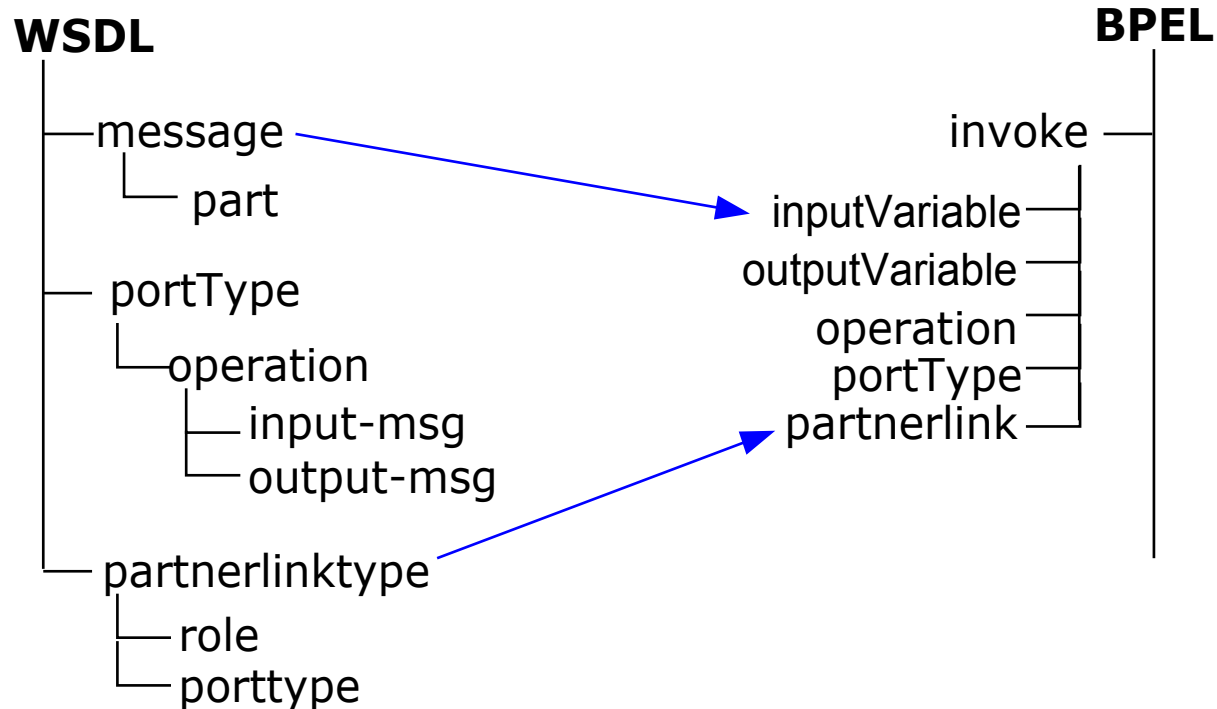 WSDL
message
part
portType
operation
input-msg
output-msg
partnerlinktype
role
porttype
BPEL
invoke
inputVariable
outputVariable
operation
portType
partnerlink